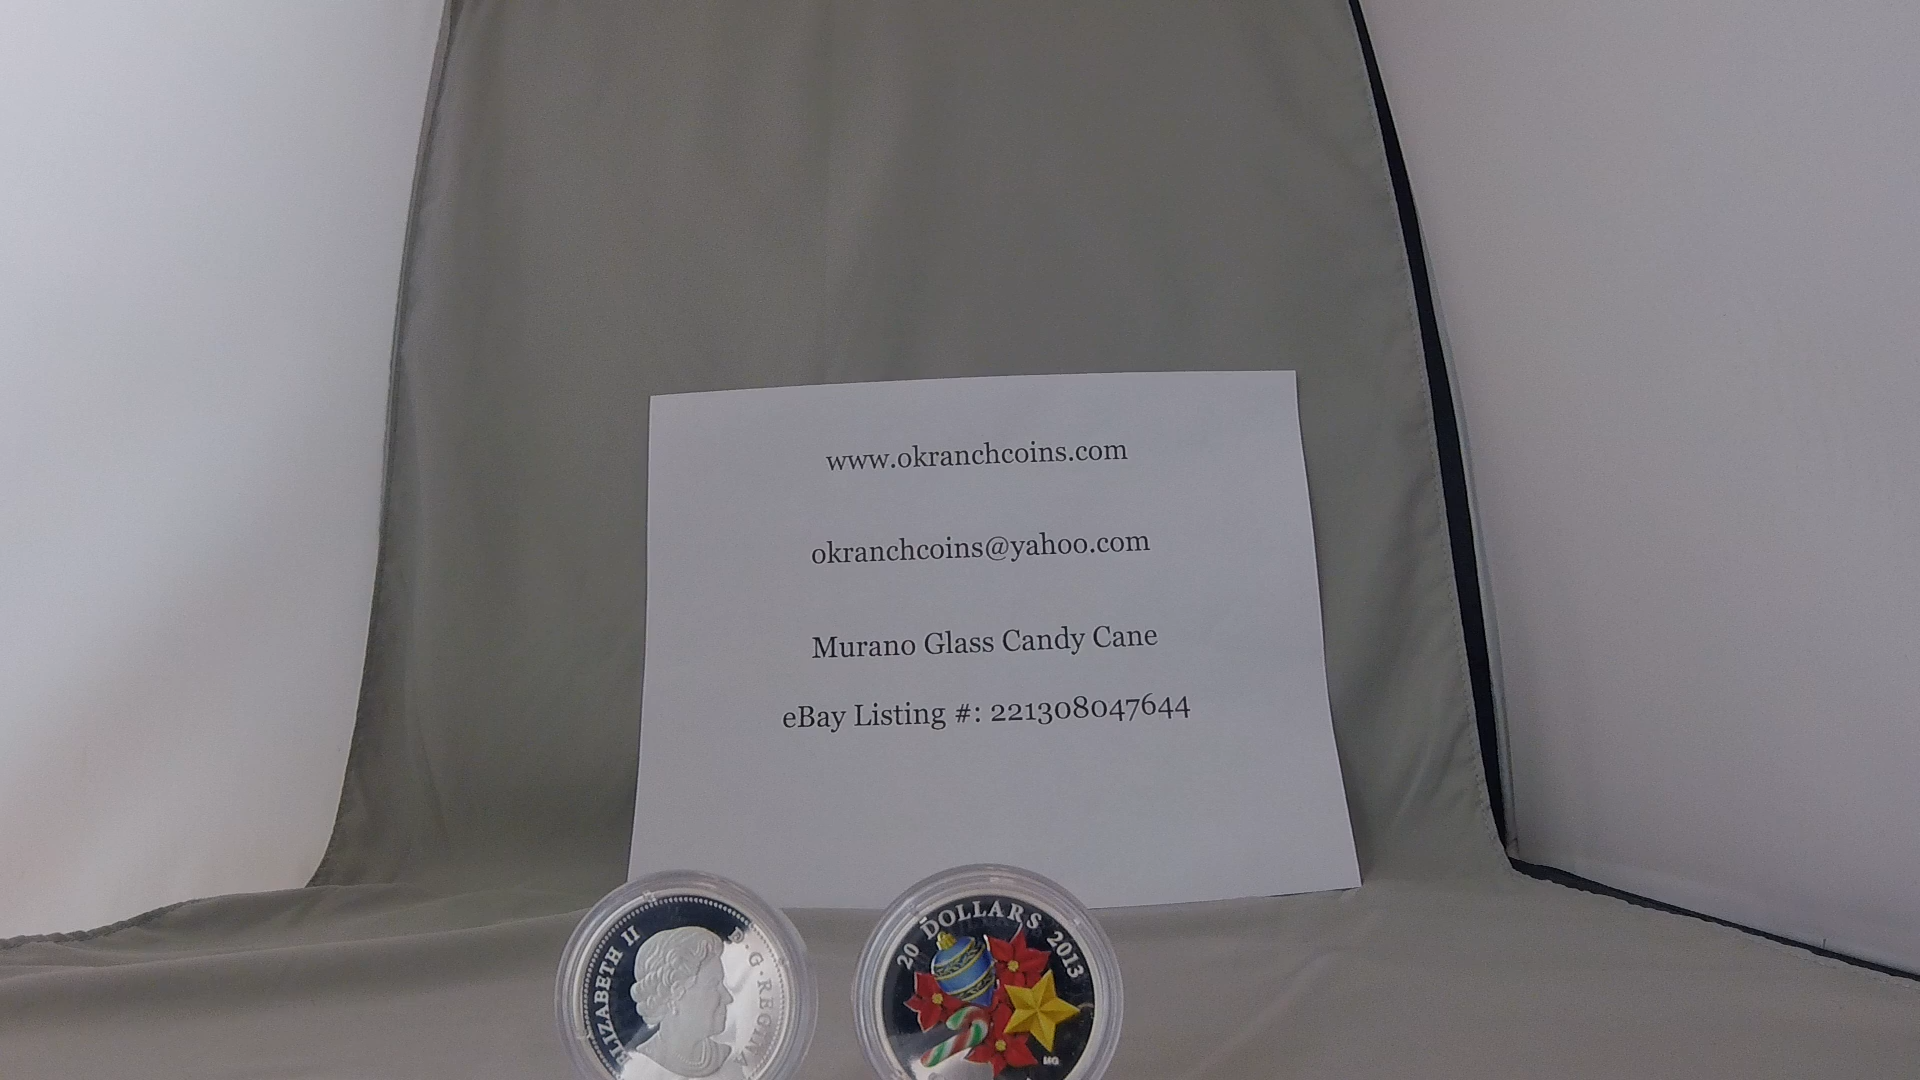 www.okranchcoins.com
okranchcoins@yahoo.com
Murano Glass Candy Cane
eBay Listing #: 221308047644
ELIZABETH II D·G·REGINA
20 DOLLARS 2013
HG